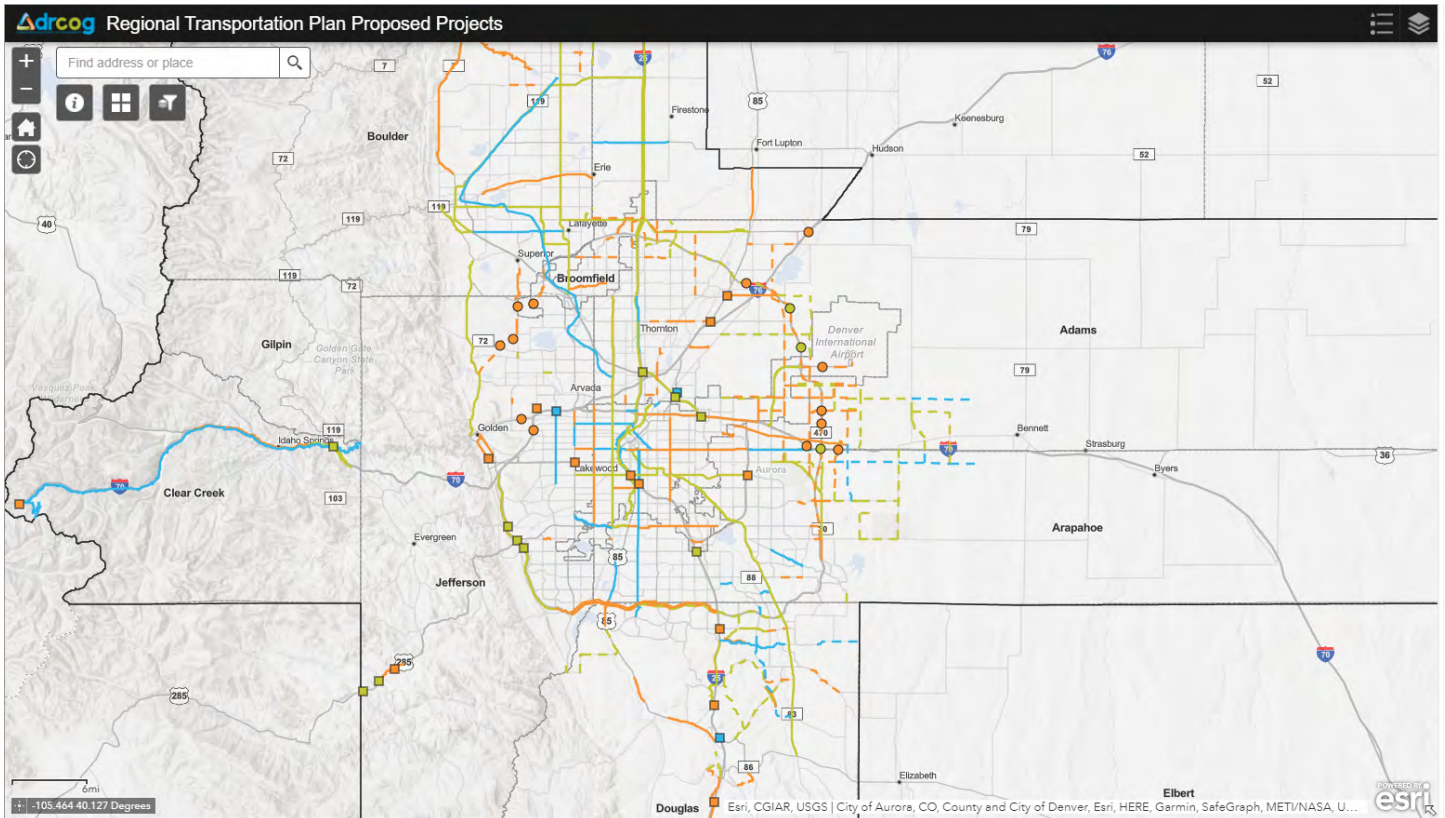 drcog Regional Transportation Plan Proposed Projects
Find address or place
7
25
76
52
119
85
Firestone
Keenesburg
Boulder
Fort Lupton
Hudson
72
52
Erie
119
119
40
Lafayette
79
Superior
119
72
Broomfield
76
Thornton
Denver
International
Airport
Adams
72
Gilpin
Golden Gate
Canyon State
Park
79
Vasquez Peak
Wilderness
Arvada
Golden
119
Idaho Springs
470
Bennett
Strasburg
70
36
Lakewood
Aurora
Byers
70
70
Clear Creek
103
Arapahoe
Evergreen
85
88
Jefferson
85
285
70
25
285
83
86
Elizabeth
6mi
Elbert
POWERED BY
esri
-105.464 40.127 Degrees
Douglas
Esri, CGIAR, USGS | City of Aurora, CO, County and City of Denver, Esri, HERE, Garmin, SafeGraph, METI/NASA, U...